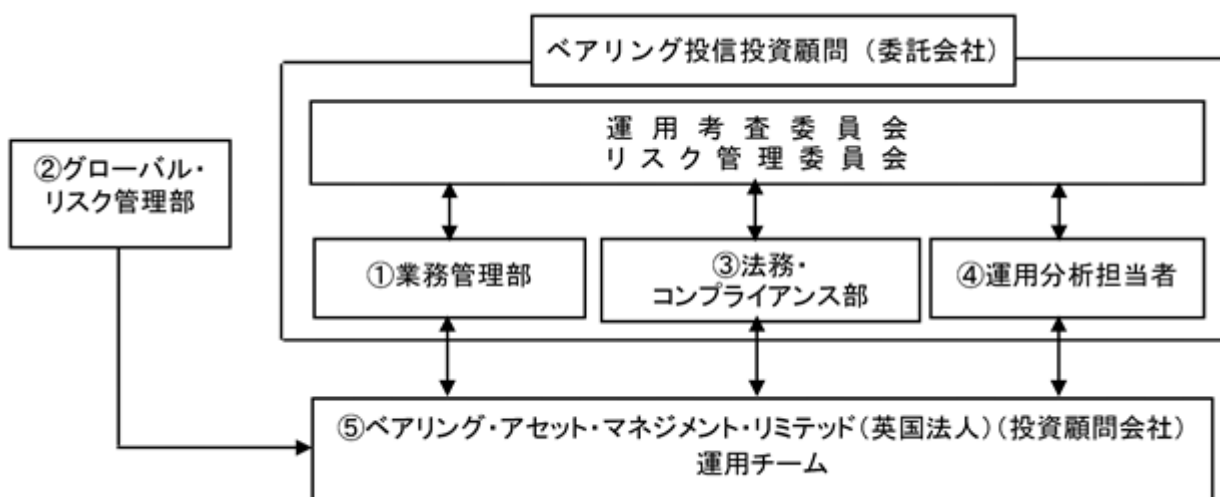 ベアリング投信投資顧問（委託会社）
運用考査委員会
リスク管理委員会
②グローバル・
リスク管理部
①業務管理部
③法務・
コンプライアンス部
④運用分析担当者
⑤ベアリング・アセット・マネジメント・リミテッド（英国法人）（投資顧問会社）
運用チーム